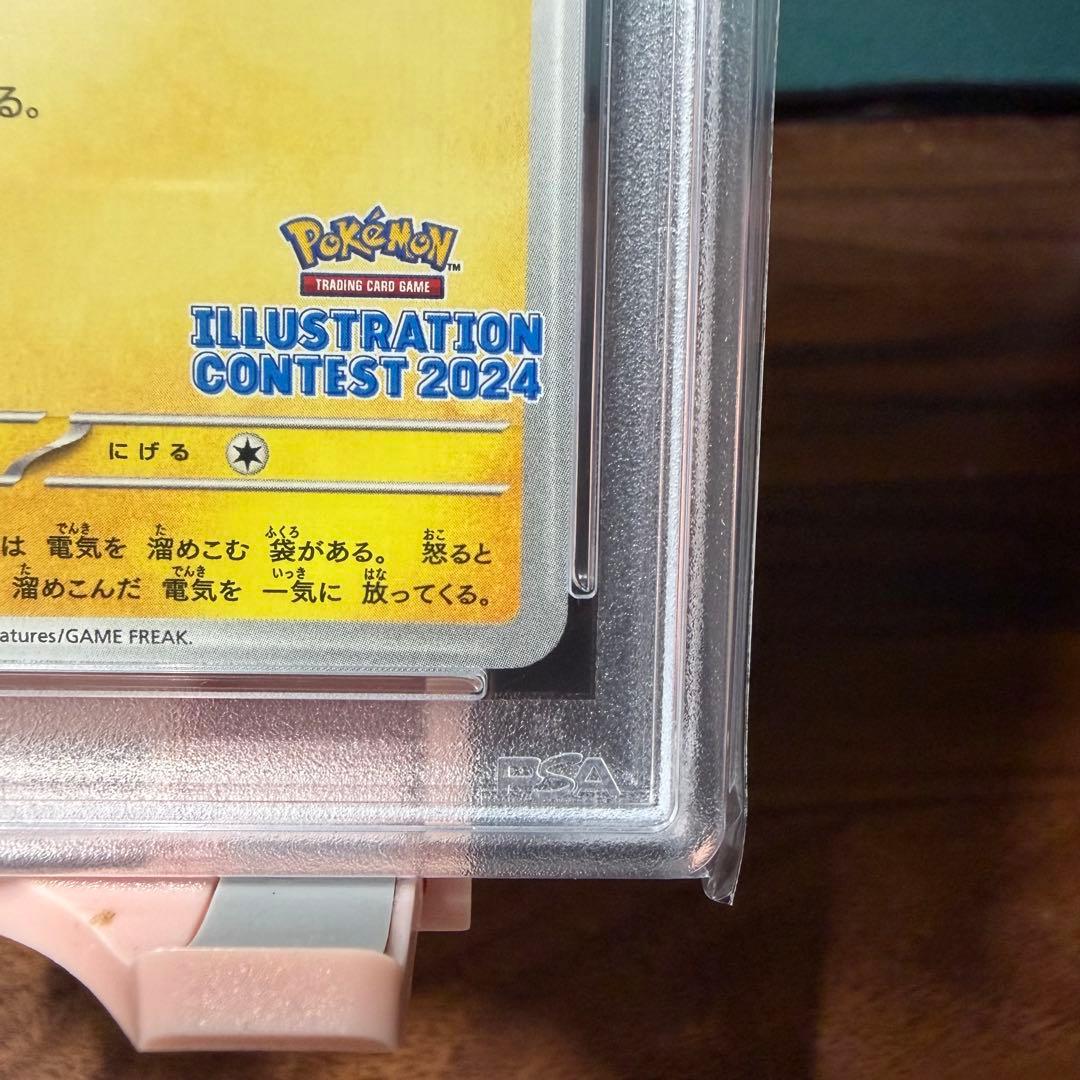 る。
POKéMON™
TRADING CARD GAME
ILLUSTRATION
CONTEST 2024
にげる
は 電気を 溜めこむ 袋がある。 怒ると
溜めこんだ 電気を 一気に 放ってくる。
atures/GAME FREAK.
PSA